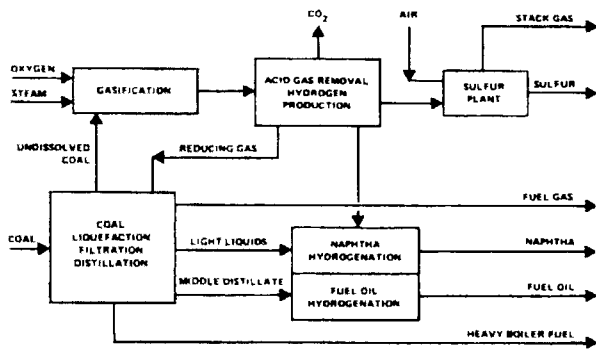 CO2
AIR
STACK GAS
OXYGEN
STEAM
GASIFICATION
ACID GAS REMOVAL
HYDROGEN
PRODUCTION
SULFUR
PLANT
SULFUR
UNDISSOLVED
COAL
REDUCING GAS
FUEL GAS
COAL
COAL
LIQUEFACTION
FILTRATION
DISTILLATION
LIGHT LIQUIDS
NAPHTHA
HYDROGENATION
NAPHTHA
MIDDLE DISTILLATE
FUEL OIL
HYDROGENATION
FUEL OIL
HEAVY BOILER FUEL